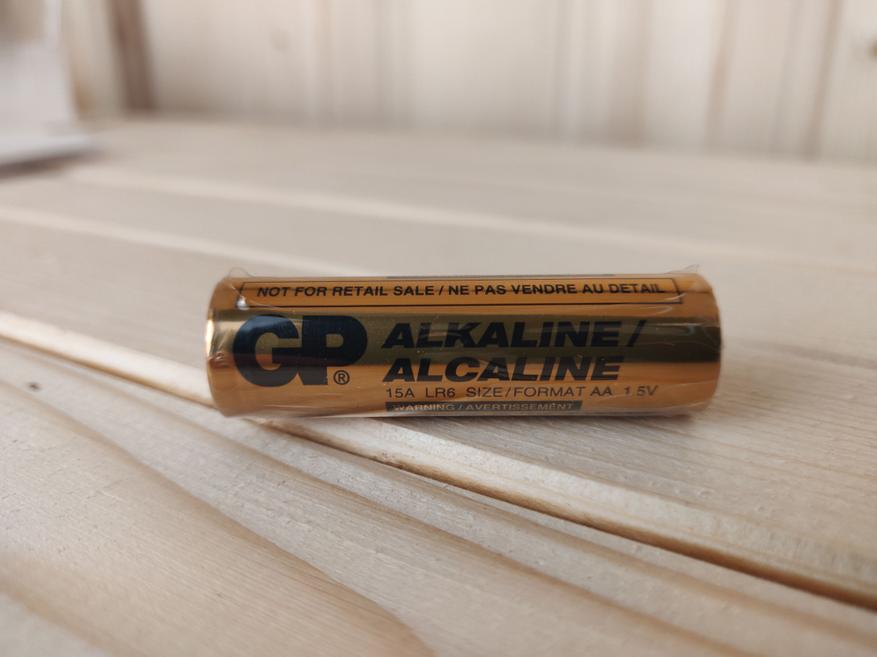 NOT FOR RETAIL SALE / NE PAS VENDRE AU DETAIL
GP®
ALKALINE /
ALCALINE
15A LR6 SIZE/FORMAT AA 1.5V
WARNING / AVERTISSEMENT